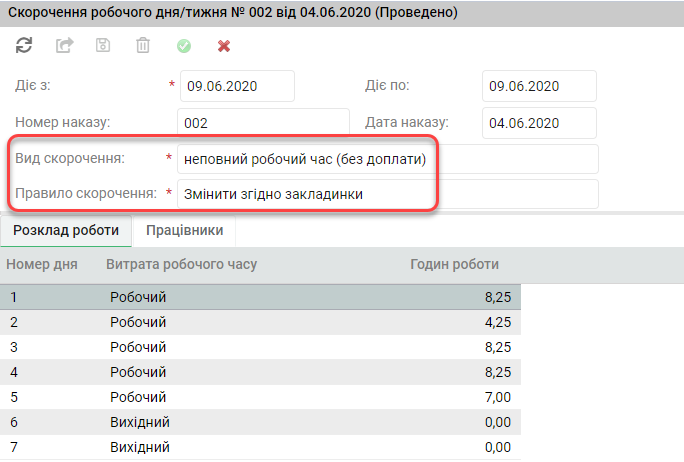 Скорочення робочого дня/тижня № 002 від 04.06.2020 (Проведено)
Діє з: * 09.06.2020 Діє по: 09.06.2020
Номер наказу: 002 Дата наказу: 04.06.2020
Вид скорочення: * неповний робочий час (без доплати)
Правило скорочення: * Змінити згідно закладинки
Розклад роботи Працівники
Номер дня Витрата робочого часу Годин роботи
1 Робочий 8,25
2 Робочий 4,25
3 Робочий 8,25
4 Робочий 8,25
5 Робочий 7,00
6 Вихідний 0,00
7 Вихідний 0,00